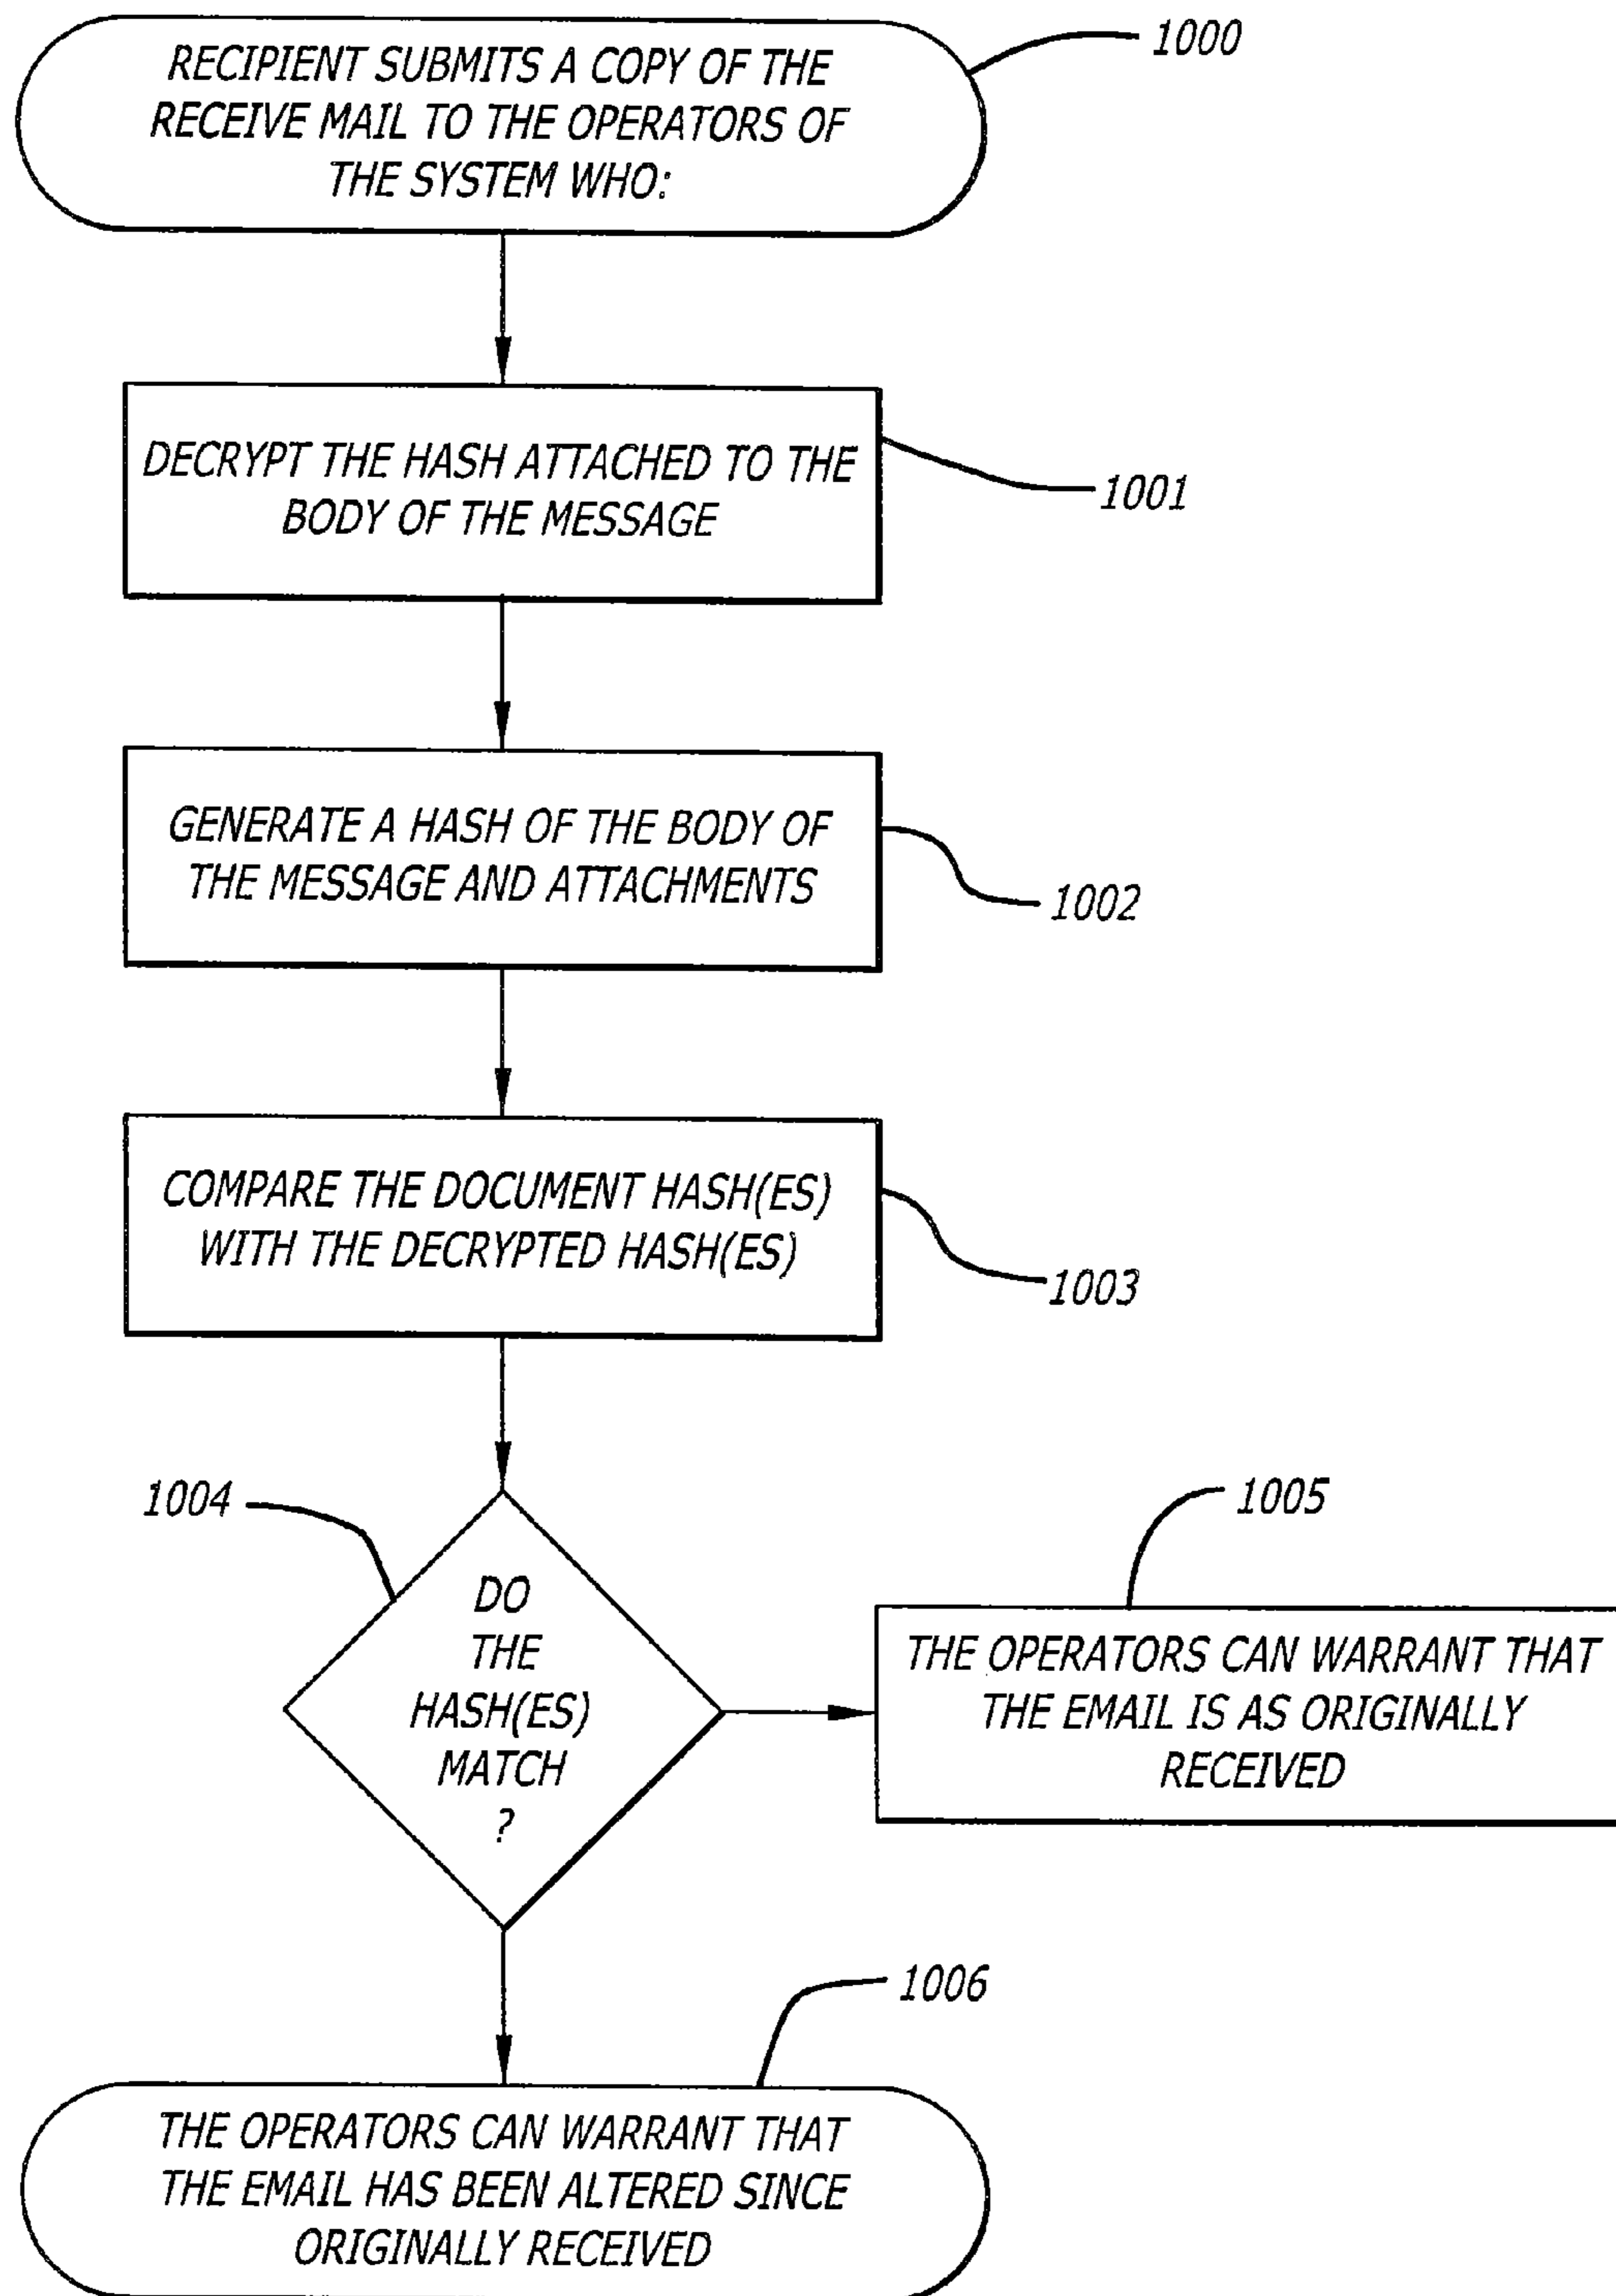 1000
RECIPIENT SUBMITS A COPY OF THE
RECEIVE MAIL TO THE OPERATORS OF
THE SYSTEM WHO:
DECRYPT THE HASH ATTACHED TO THE
BODY OF THE MESSAGE
1001
GENERATE A HASH OF THE BODY OF
THE MESSAGE AND ATTACHMENTS
1002
COMPARE THE DOCUMENT HASH(ES)
WITH THE DECRYPTED HASH(ES)
1003
1004
DO
THE
HASH(ES)
MATCH
?
1005
THE OPERATORS CAN WARRANT THAT
THE EMAIL IS AS ORIGINALLY
RECEIVED
1006
THE OPERATORS CAN WARRANT THAT
THE EMAIL HAS BEEN ALTERED SINCE
ORIGINALLY RECEIVED